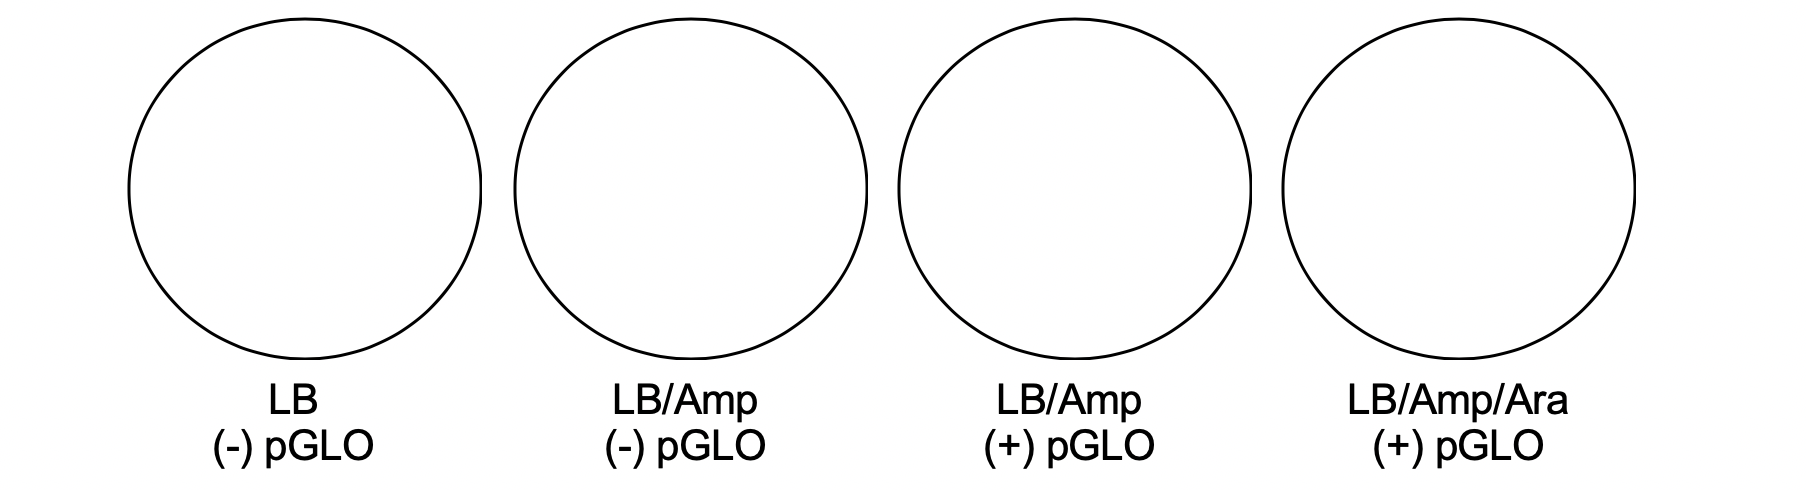 LB
(-) pGLO
LB/Amp
(-) pGLO
LB/Amp
(+) pGLO
LB/Amp/Ara
(+) pGLO